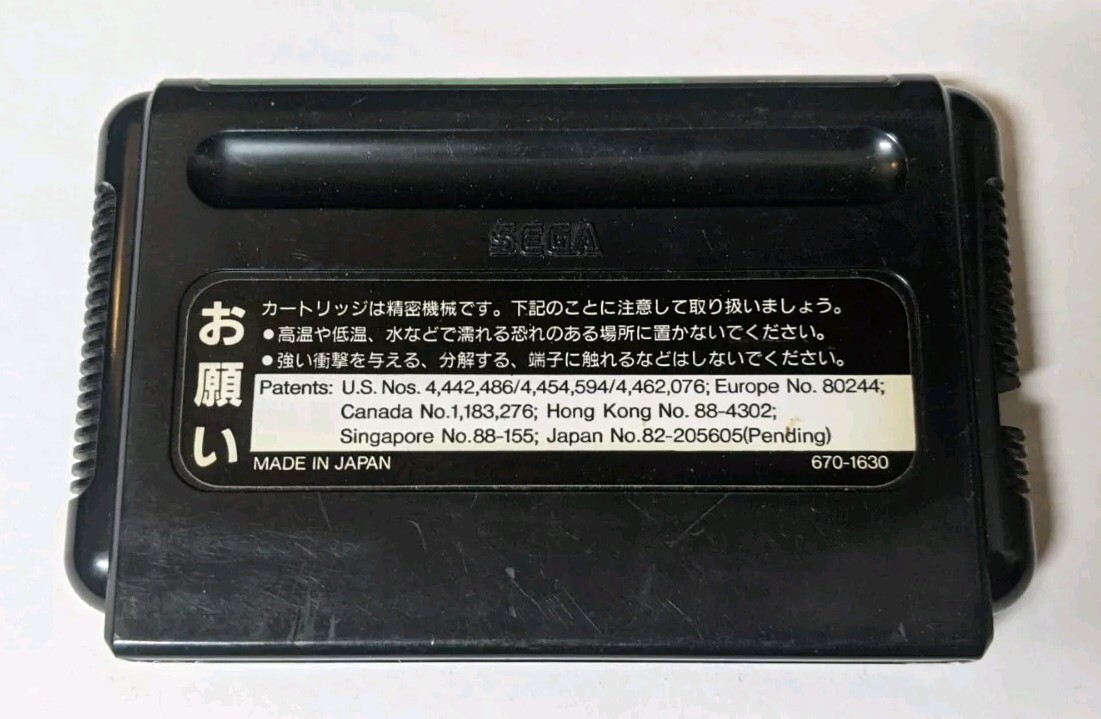 SEGA
お願い
カートリッジは精密機械です。下記のことに注意して取り扱いましょう。
●高温や低温、水などで濡れる恐れのある場所に置かないでください。
●強い衝撃を与える、分解する、端子に触れるなどはしないでください。
Patents: U.S. Nos. 4,442,486/4,454,594/4,462,076; Europe No. 80244;
Canada No.1,183,276; Hong Kong No. 88-4302;
Singapore No.88-155; Japan No.82-205605(Pending)
MADE IN JAPAN
670-1630